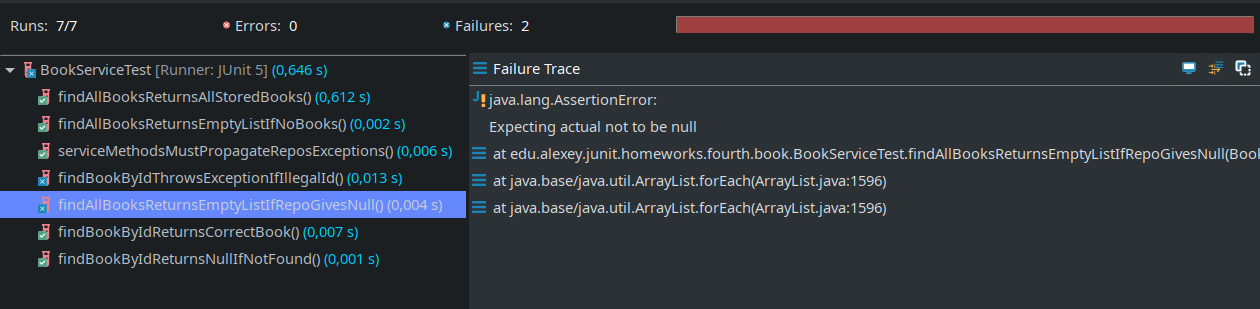 Runs: 7/7 Errors: 0 Failures: 2
BookServiceTest [Runner: JUnit 5] (0,646 s)
findAllBooksReturnsAllStoredBooks() (0,612 s)
findAllBooksReturnsEmptyListIfNoBooks() (0,002 s)
serviceMethodsMustPropagateReposExceptions() (0,006 s)
findBookByIdThrowsExceptionIfIllegalId() (0,013 s)
findAllBooksReturnsEmptyListIfRepoGivesNull() (0,004 s)
findBookByIdReturnsCorrectBook() (0,007 s)
findBookByIdReturnsNullIfNotFound() (0,001 s)
Failure Trace
java.lang.AssertionError:
Expecting actual not to be null
at edu.alexey.junit.homeworks.fourth.book.BookServiceTest.findAllBooksReturnsEmptyListIfRepoGivesNull(Boo
at java.base/java.util.ArrayList.forEach(ArrayList.java:1596)
at java.base/java.util.ArrayList.forEach(ArrayList.java:1596)